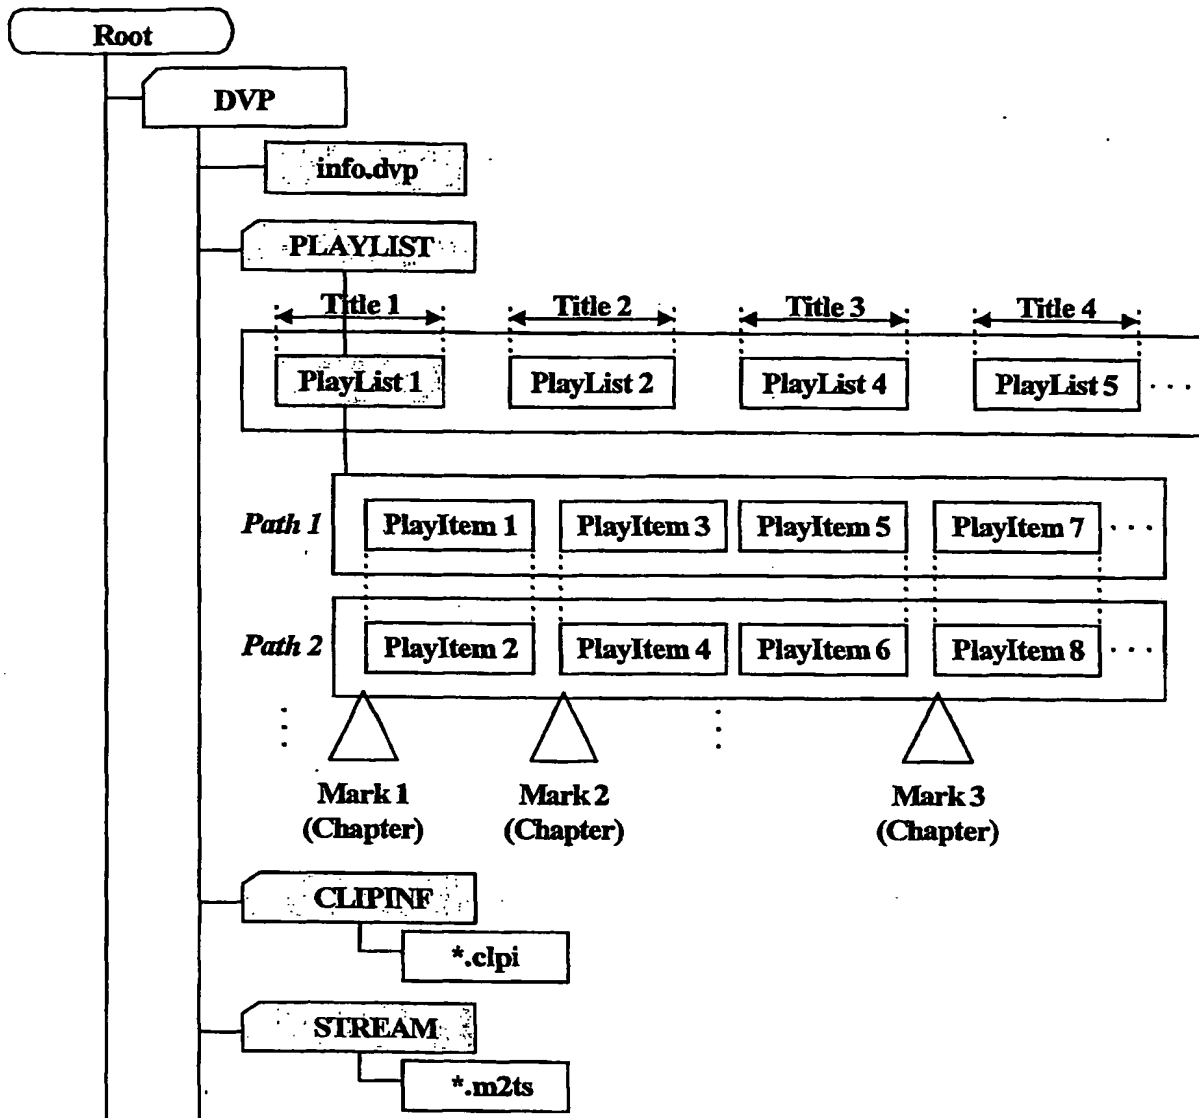 Root
DVP
info.dvp
PLAYLIST
Title 1 Title 2 Title 3 Title 4
PlayList 1 PlayList 2 PlayList 4 PlayList 5 . . .
Path 1 PlayItem 1 PlayItem 3 PlayItem 5 PlayItem 7 . . .
Path 2 PlayItem 2 PlayItem 4 PlayItem 6 PlayItem 8 . . .
Mark 1 Mark 2 Mark 3
(Chapter) (Chapter) (Chapter)
CLIPINF
*.clpi
STREAM
*.m2ts